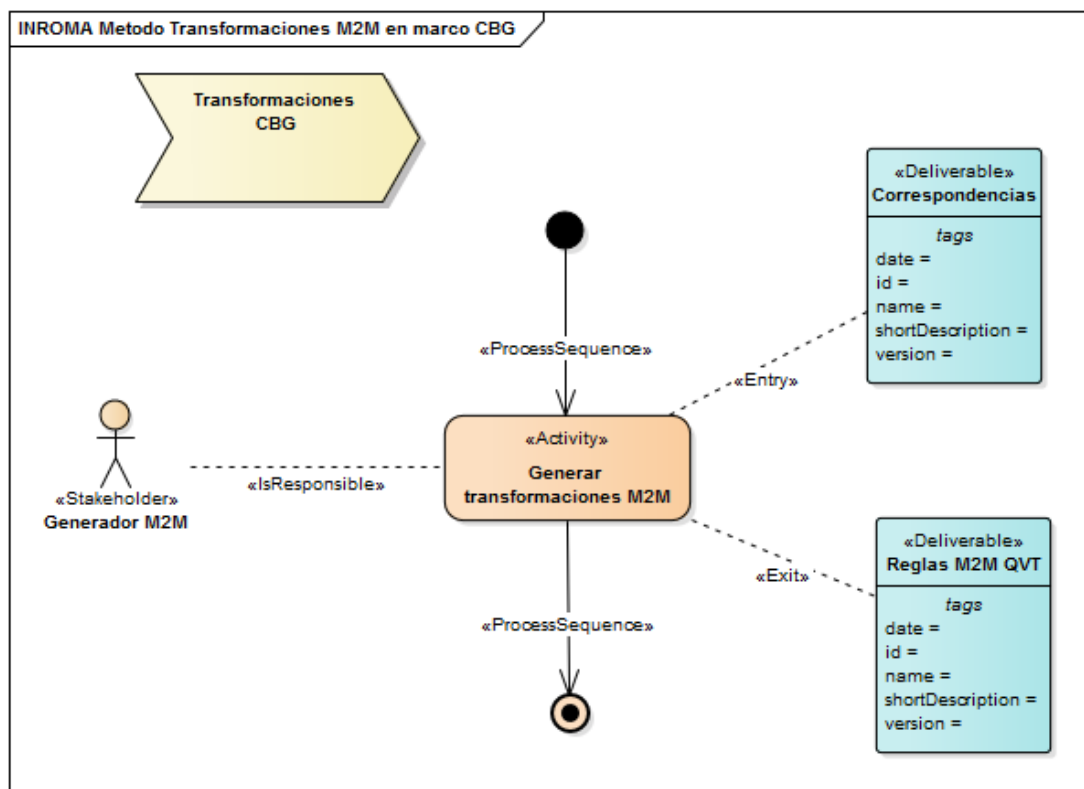 INROMA Metodo Transformaciones M2M en marco CBG
Transformaciones
CBG
«Deliverable»
Correspondencias
tags
date =
id =
name =
shortDescription =
version =
«ProcessSequence»
«Entry»
«Activity»
Generar
transformaciones M2M
«IsResponsible»
«Stakeholder»
Generador M2M
«Deliverable»
Reglas M2M QVT
tags
date =
id =
name =
shortDescription =
version =
«Exit»
«ProcessSequence»